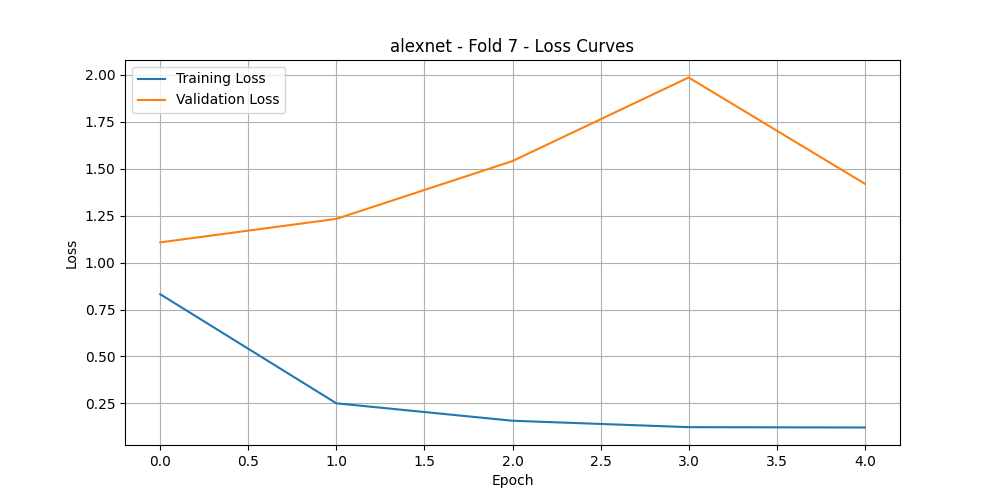 alexnet - Fold 7 - Loss Curves
Training Loss
Validation Loss
Loss
2.00
1.75
1.50
1.25
1.00
0.75
0.50
0.25
0.0 0.5 1.0 1.5 2.0 2.5 3.0 3.5 4.0
Epoch